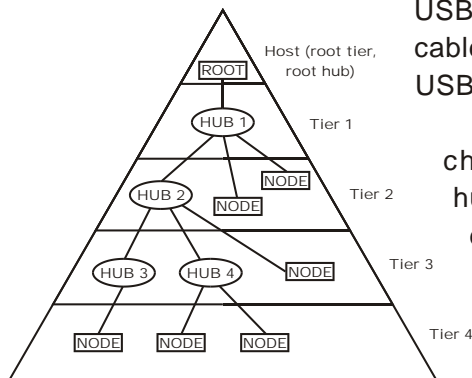 USB
cable
USB
Host (root tier,
root hub)
ROOT
HUB 1
Tier 1
NODE
HUB 2
NODE
Tier 2
HUB 3
HUB 4
NODE
Tier 3
NODE
NODE
NODE
Tier 4
ch